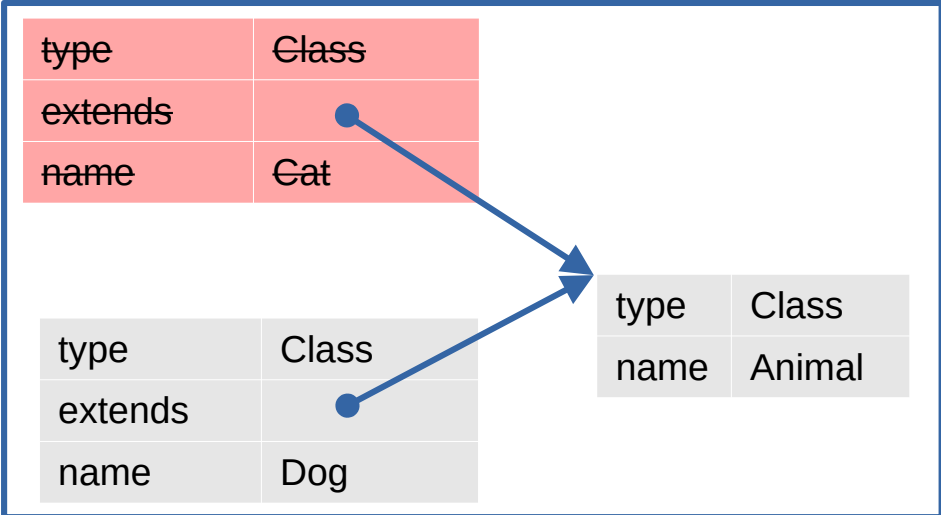 type Class
extends
name Cat
type Class
name Animal
type Class
extends
name Dog